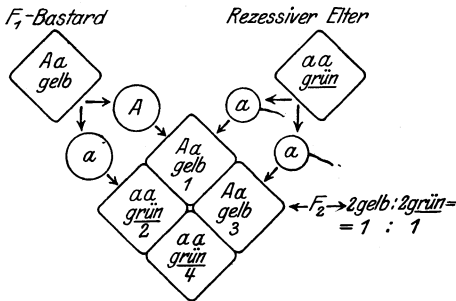 F₁-Bastard
Rezessiver Elter
Aa
gelb
aa
grün
A
a
a
a
Aa
gelb
1
aa
grün
2
Aa
gelb
3
aa
grün
4
F₂ 2gelb:2grün=
= 1 : 1